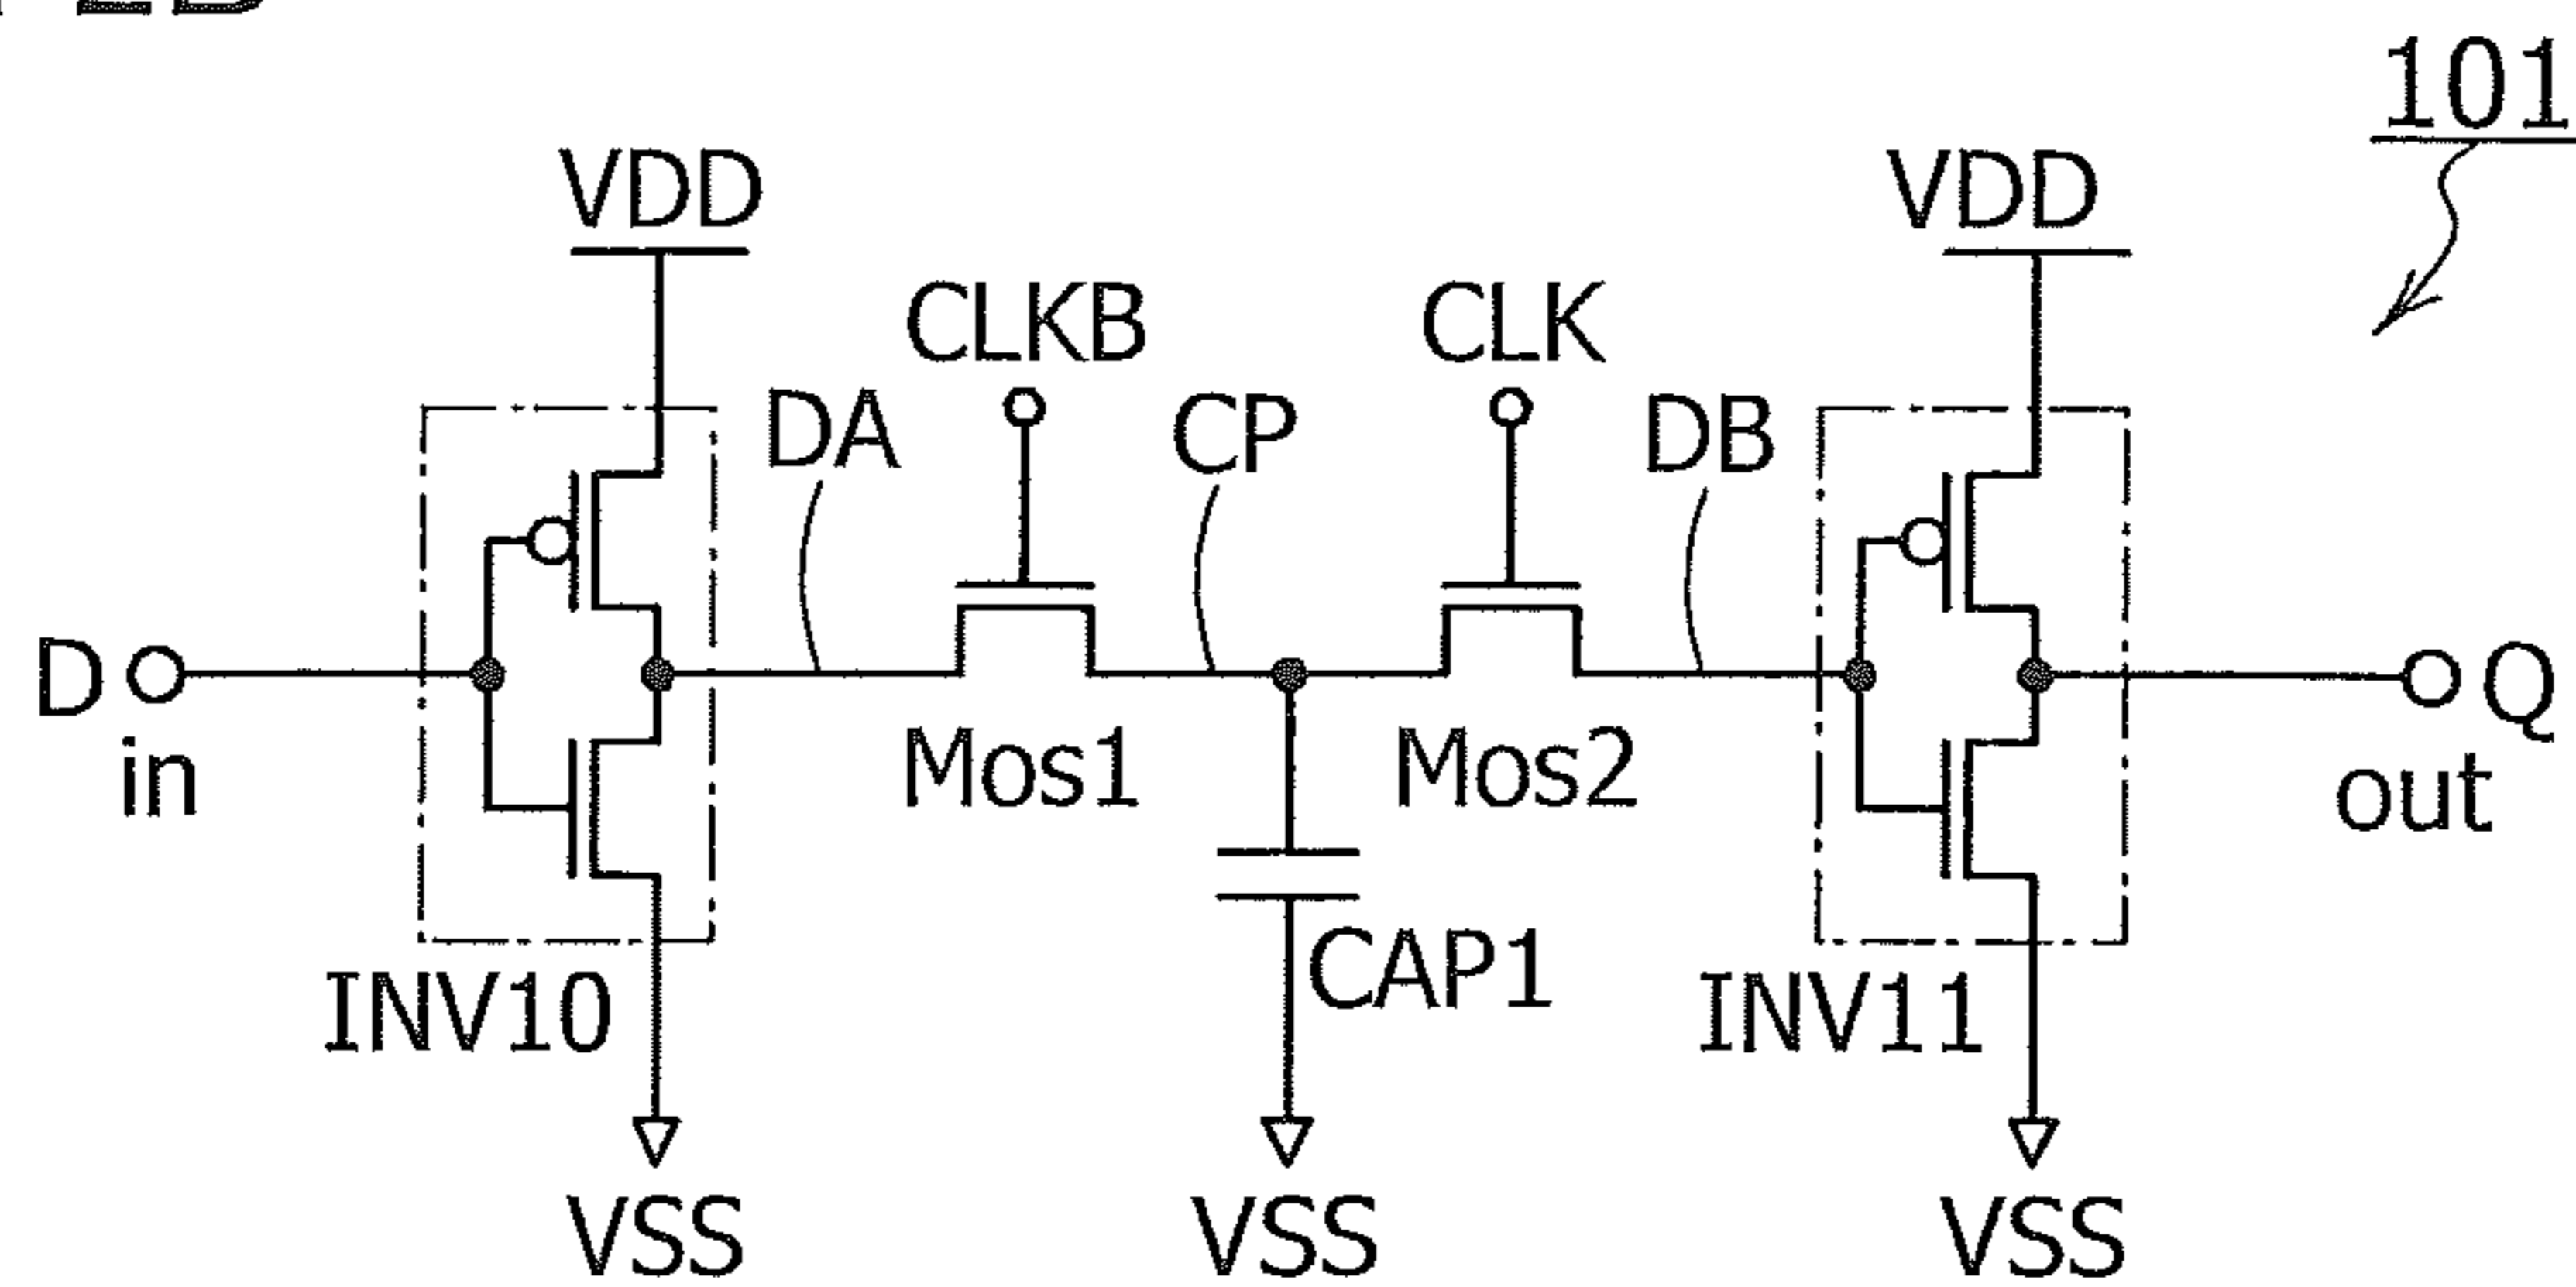 101
VDD
VDD
CLKB
CLK
DA
CP
DB
D
in
Mos1
Mos2
Q
out
CAP1
INV10
INV11
VSS
VSS
VSS